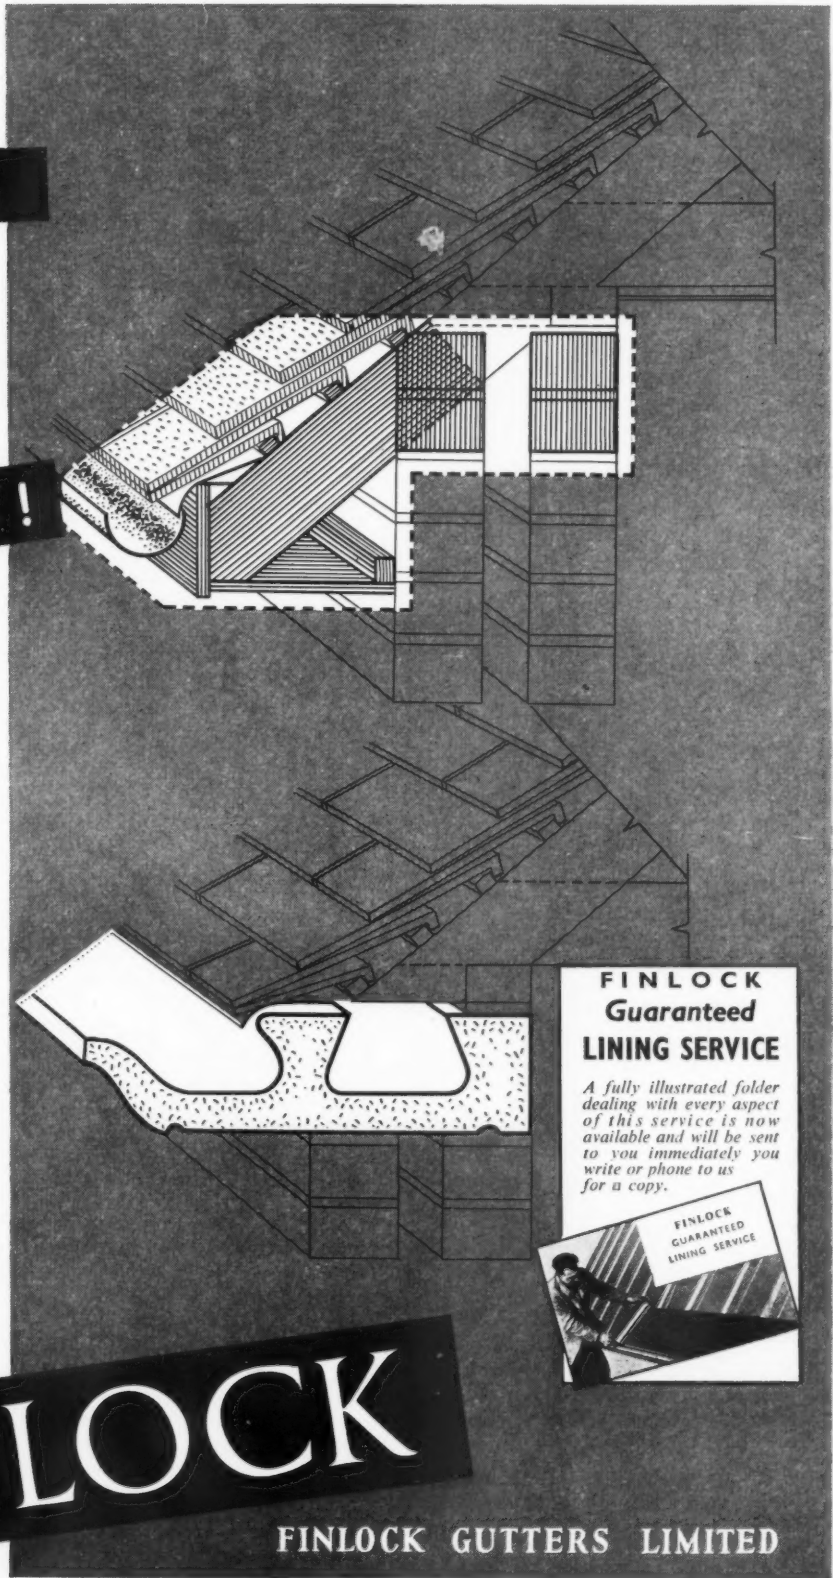 !
FINLOCK
Guaranteed
LINING SERVICE
A fully illustrated folder
dealing with every aspect
of this service is now
available and will be sent
to you immediately you
write or phone to us
for a copy.
FINLOCK
GUARANTEED
LINING SERVICE
LOCK
FINLOCK GUTTERS LIMITED